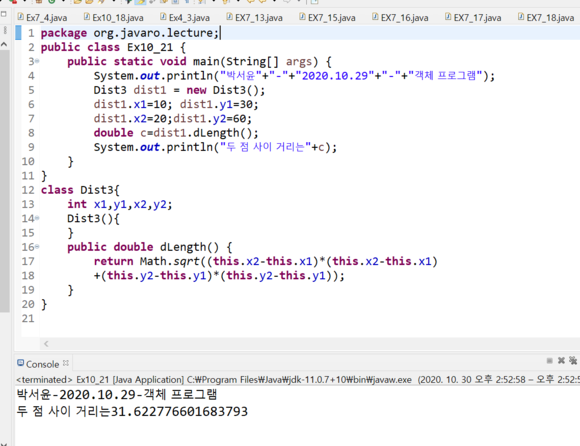 Ex7_4.java Ex10_18.java Ex4_3.java EX7_13.java EX7_15.java EX7_16.java EX7_17.java EX7_18.java
1 package org.javaro.lecture;
2 public class Ex10_21 {
3 public static void main(String[] args) {
4 System.out.println("박서윤"+"-"+"2020.10.29"+"-"+"객체 프로그램");
5 Dist3 dist1 = new Dist3();
6 dist1.x1=10; dist1.y1=30;
7 dist1.x2=20;dist1.y2=60;
8 double c=dist1.dLength();
9 System.out.println("두 점 사이 거리는"+c);
10 }
11 }
12 class Dist3{
13 int x1,y1,x2,y2;
14 Dist3(){
15 }
16 public double dLength() {
17 return Math.sqrt((this.x2-this.x1)*(this.x2-this.x1)
18 +(this.y2-this.y1)*(this.y2-this.y1));
19 }
20 }
21
Console
<terminated> Ex10_21 [Java Application] C:₩Program Files₩Java₩jdk-11.0.7+10₩bin₩javaw.exe (2020. 10. 30 오후 2:52:58 – 오후 2:52:5
박서윤-2020.10.29-객체 프로그램
두 점 사이 거리는31.622776601683793